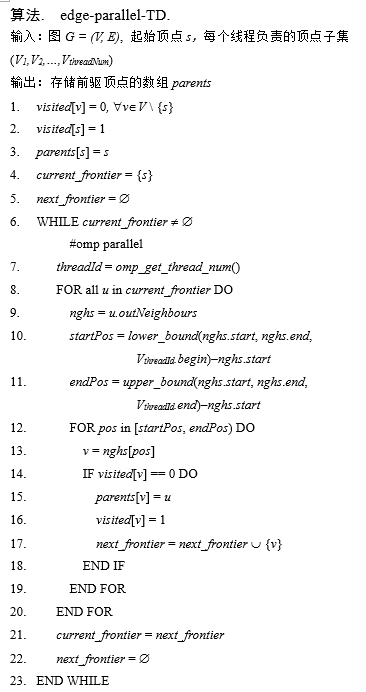 算法. edge-parallel-TD.
输入：图 G = (V, E), 起始顶点 s，每个线程负责的顶点子集
(V1,V2,…,VthreadNum)
输出：存储前驱顶点的数组 parents
1. visited[v] = 0, ∀v∈V \ {s}
2. visited[s] = 1
3. parents[s] = s
4. current_frontier = {s}
5. next_frontier = ∅
6. WHILE current_frontier ≠ ∅
#omp parallel
7. threadId = omp_get_thread_num()
8. FOR all u in current_frontier DO
9. nghs = u.outNeighbours
10. startPos = lower_bound(nghs.start, nghs.end,
VthreadId.begin)–nghs.start
11. endPos = upper_bound(nghs.start, nghs.end,
VthreadId.end)–nghs.start
12. FOR pos in [startPos, endPos) DO
13. v = nghs[pos]
14. IF visited[v] == 0 DO
15. parents[v] = u
16. visited[v] = 1
17. next_frontier = next_frontier ∪ {v}
18. END IF
19. END FOR
20. END FOR
21. current_frontier = next_frontier
22. next_frontier = ∅
23. END WHILE